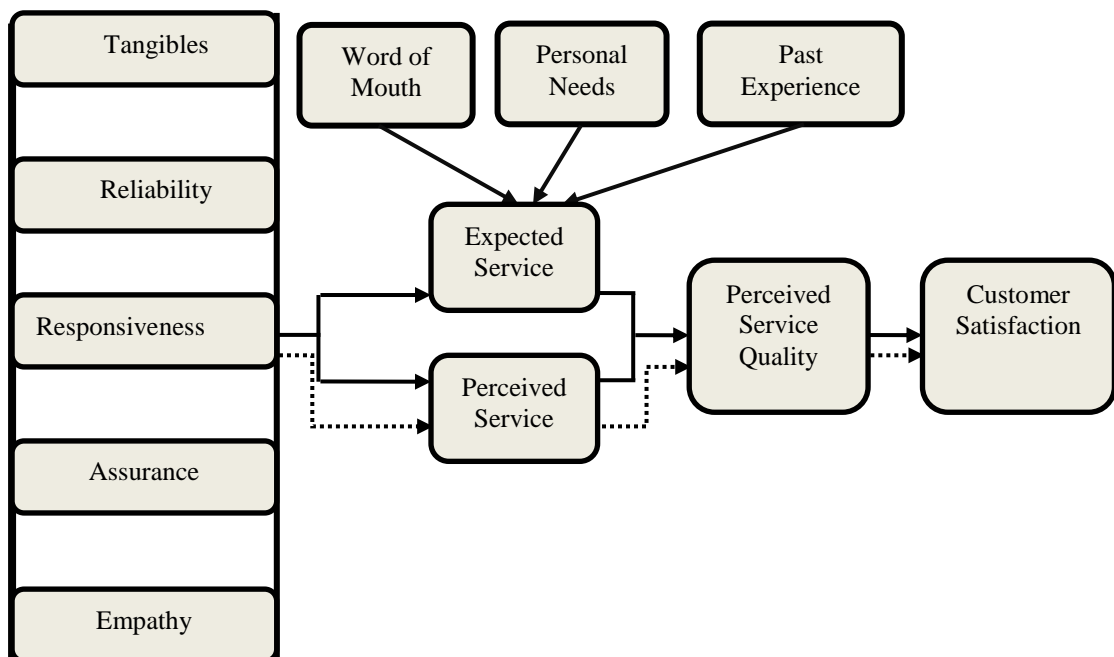 Tangibles
Word of
Mouth
Personal
Needs
Past
Experience
Reliability
Expected
Service
Responsiveness
Perceived
Service
Perceived
Service
Quality
Customer
Satisfaction
Assurance
Empathy